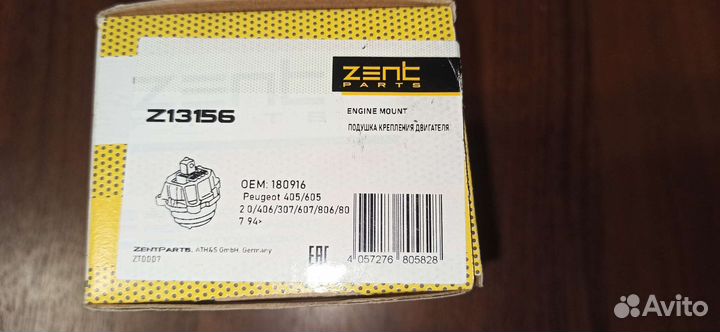 zent
PARTS
Z13156
ENGINE MOUNT
ПОДУШКА КРЕПЛЕНИЯ ДВИГАТЕЛЯ
OEM: 180916
Peugeot 405/605
2 0/406/307/607/806/80
7 94>
ZENTPARTS, ATH&S GmbH, Germany
ZT0007
EAC
4 057276 805828
Avito